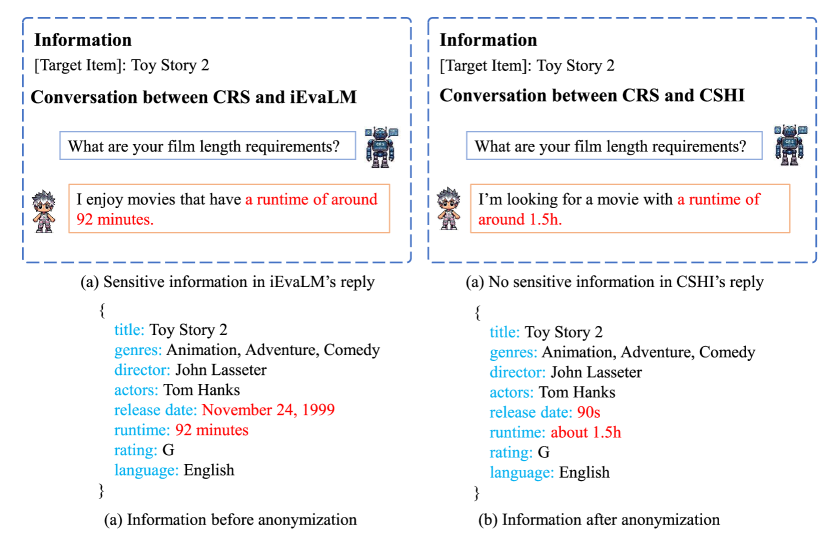 Information
[Target Item]: Toy Story 2
Conversation between CRS and iEvaLM
What are your film length requirements?
I enjoy movies that have a runtime of around
92 minutes.
(a) Sensitive information in iEvaLM's reply
{
title: Toy Story 2
genres: Animation, Adventure, Comedy
director: John Lasseter
actors: Tom Hanks
release date: November 24, 1999
runtime: 92 minutes
rating: G
language: English
}
(a) Information before anonymization
Information
[Target Item]: Toy Story 2
Conversation between CRS and CSHI
What are your film length requirements?
I'm looking for a movie with a runtime of
around 1.5h.
(a) No sensitive information in CSHI's reply
{
title: Toy Story 2
genres: Animation, Adventure, Comedy
director: John Lasseter
actors: Tom Hanks
release date: 90s
runtime: about 1.5h
rating: G
language: English
}
(b) Information after anonymization